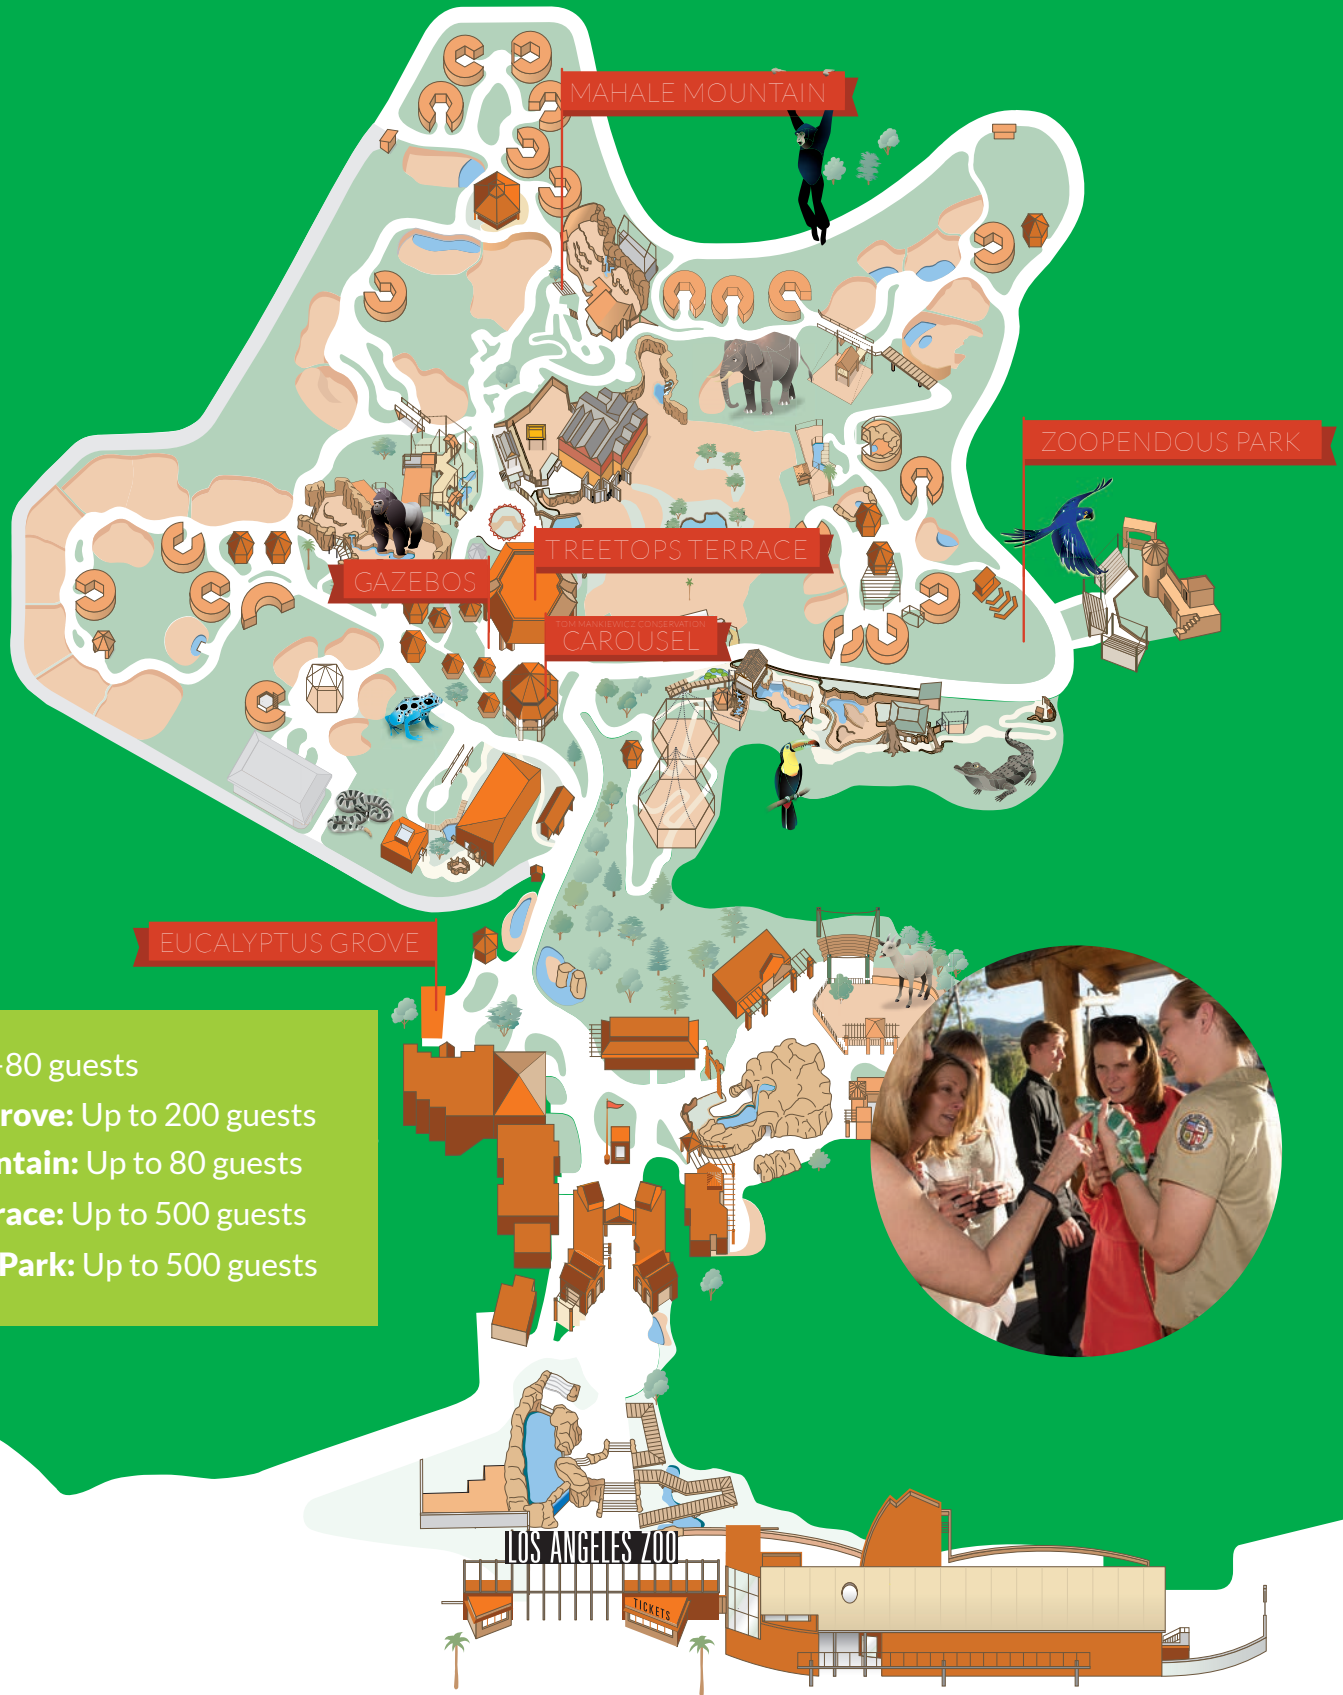 MAHALE MOUNTAIN
ZOOPENDOUS PARK
TREETOPS TERRACE
GAZEBOS
TOM MANKIEWICZ CONSERVATION
CAROUSEL
EUCALYPTUS GROVE
-80 guests
rove: Up to 200 guests
ntain: Up to 80 guests
race: Up to 500 guests
Park: Up to 500 guests
LOS ANGELES ZOO
TICKETS